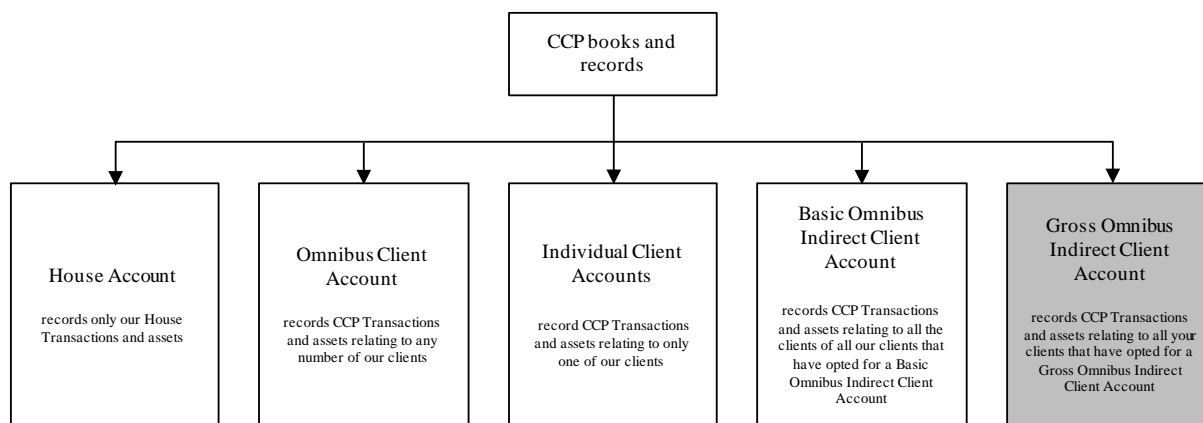 CCP books and
records
House Account
records only our House
Transactions and assets
Omnibus Client
Account
records CCP Transactions
and assets relating to any
number of our clients
Individual Client
Accounts
record CCP Transactions
and assets relating to only
one of our clients
Basic Omnibus
Indirect Client
Account
records CCP Transactions
and assets relating to all the
clients of all our clients that
have opted for a Basic
Omnibus Indirect Client
Account
Gross Omnibus
Indirect Client
Account
records CCP Transactions
and assets relating to all your
clients that have opted for a
Gross Omnibus Indirect
Client Account